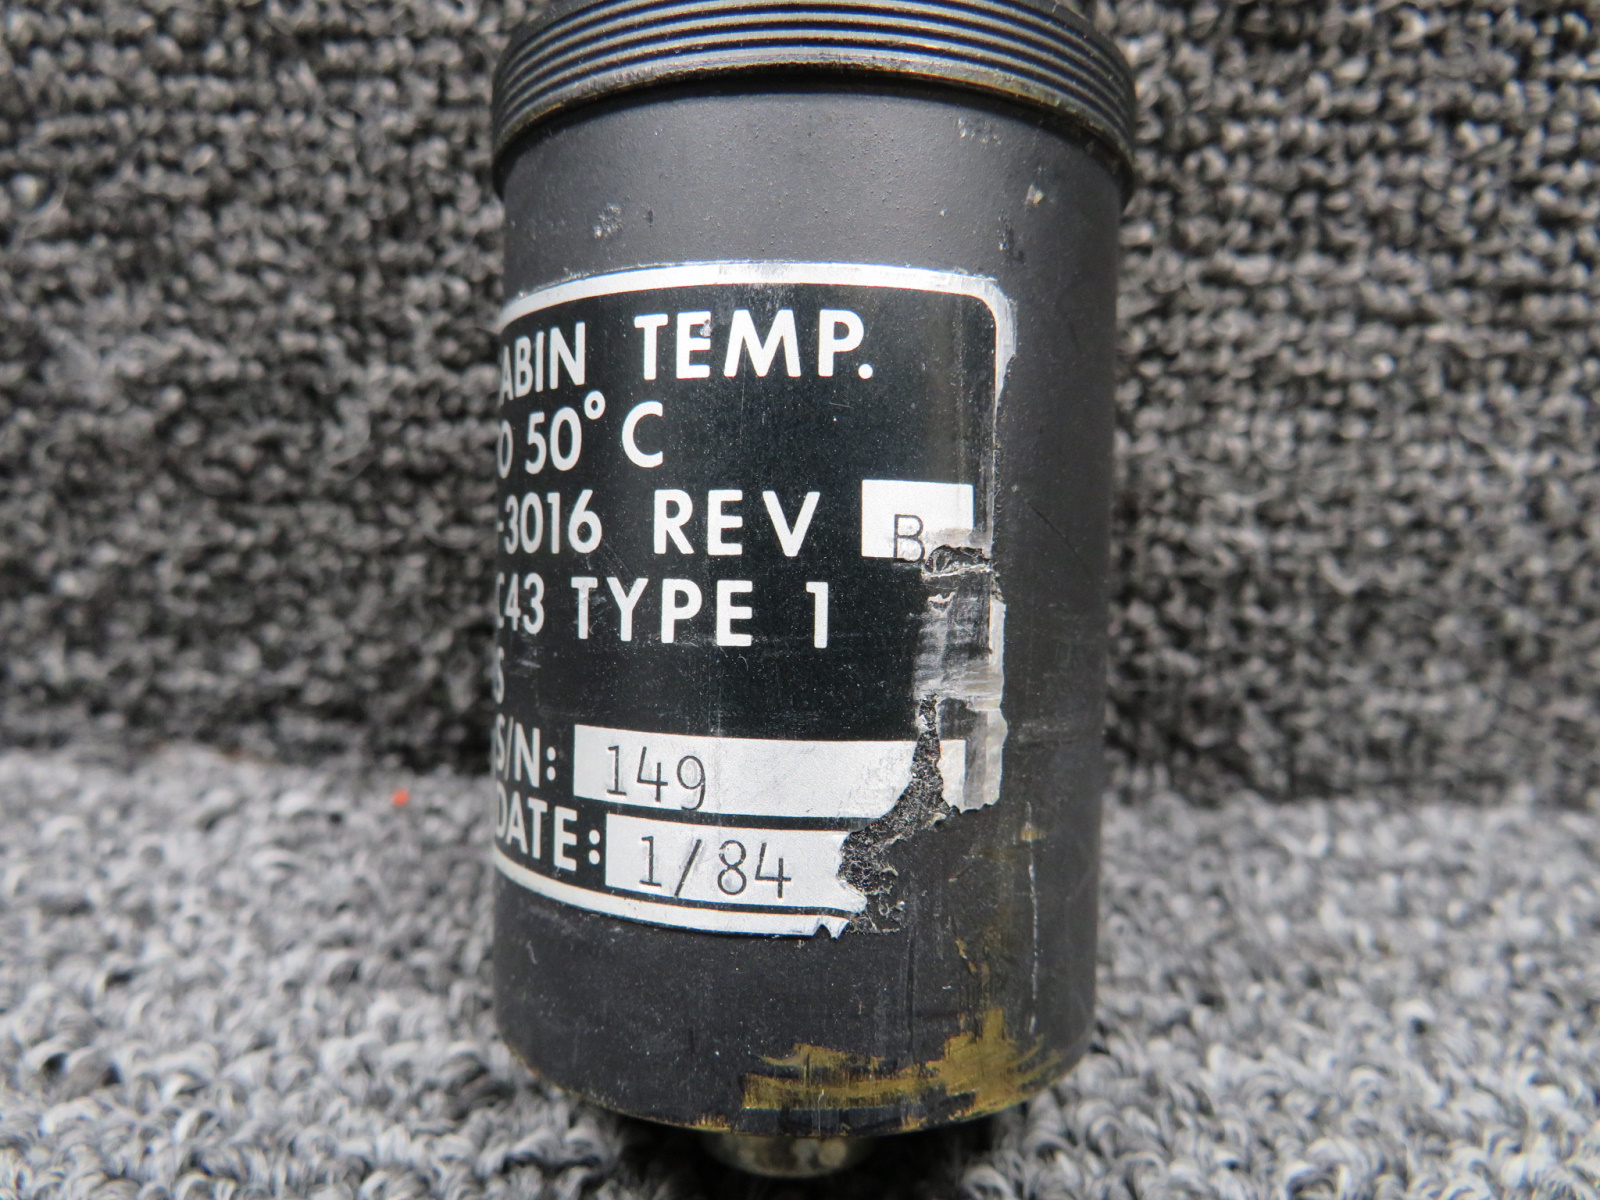 ABIN TEMP.
O 50° C
-3016 REV B
C43 TYPE 1
S
S/N: 149
DATE: 1/84